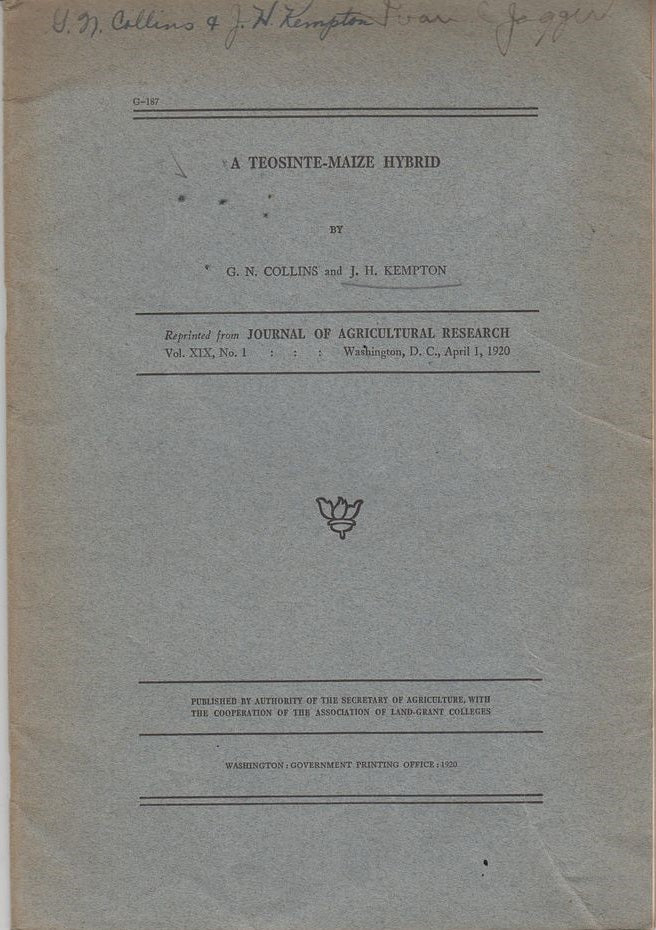 G. N. Collins & J. H. Kempton Ivan C Jagger
G–187
A TEOSINTE-MAIZE HYBRID
BY
G. N. COLLINS and J. H. KEMPTON
Reprinted from JOURNAL OF AGRICULTURAL RESEARCH
Vol. XIX, No. 1 : : : Washington, D. C., April 1, 1920
PUBLISHED BY AUTHORITY OF THE SECRETARY OF AGRICULTURE, WITH
THE COOPERATION OF THE ASSOCIATION OF LAND-GRANT COLLEGES
WASHINGTON : GOVERNMENT PRINTING OFFICE : 1920